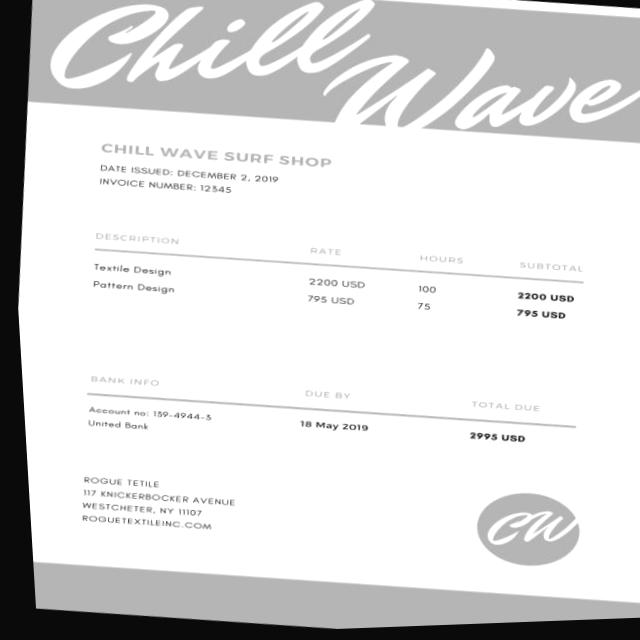 Chill
Wave
CHILL WAVE SURF SHOP
DATE ISSUED: DECEMBER 2, 2019
INVOICE NUMBER: 12345
DESCRIPTION RATE HOURS SUBTOTAL
Textile Design 2200 USD 100 2200 USD
Pattern Design 795 USD 75 795 USD
BANK INFO DUE BY TOTAL DUE
Account no: 139-4944-3 18 May 2019 2995 USD
United Bank
ROGUE TETILE
117 KNICKERBOCKER AVENUE
WESTCHETER, NY 11107
ROGUETEXTILEINC.COM
CW